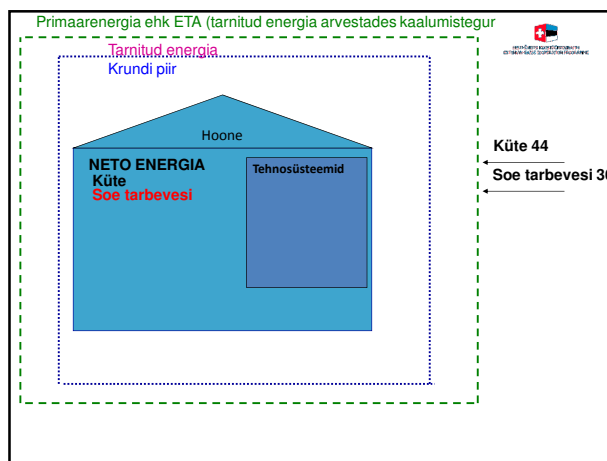 Primaarenergia ehk ETA (tarnitud energia arvestades kaalumistegur
Tarnitud energia
Krundi piir
Hoone
NETO ENERGIA
Küte
Soe tarbevesi
Tehnosüsteemid
Küte 44
Soe tarbevesi